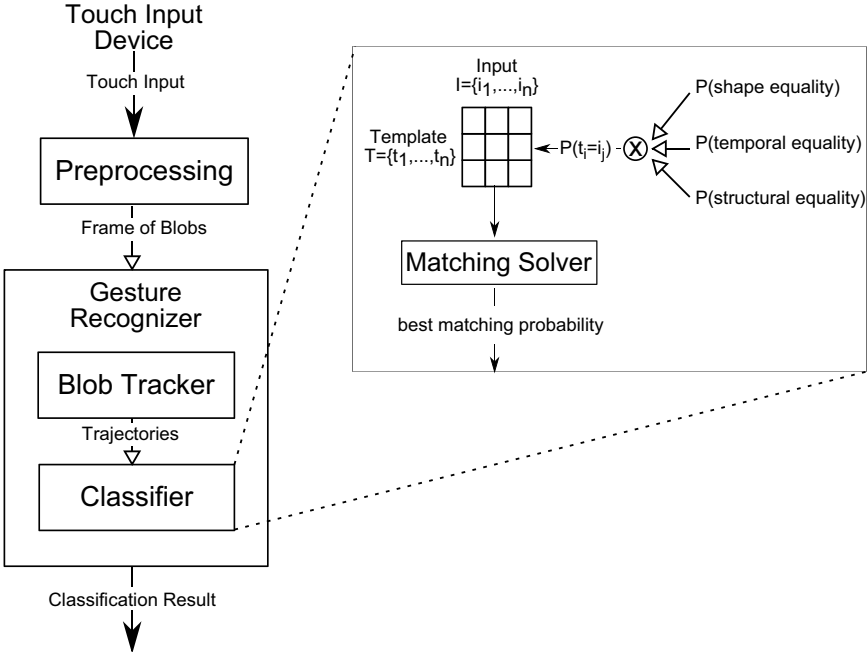 Touch Input
Device
Touch Input
Preprocessing
Frame of Blobs
Gesture
Recognizer
Blob Tracker
Trajectories
Classifier
Classification Result
Input
I={i1,...,in}
Template
T={t1,...,tn}
P(ti=ij)
X
P(shape equality)
P(temporal equality)
P(structural equality)
Matching Solver
best matching probability